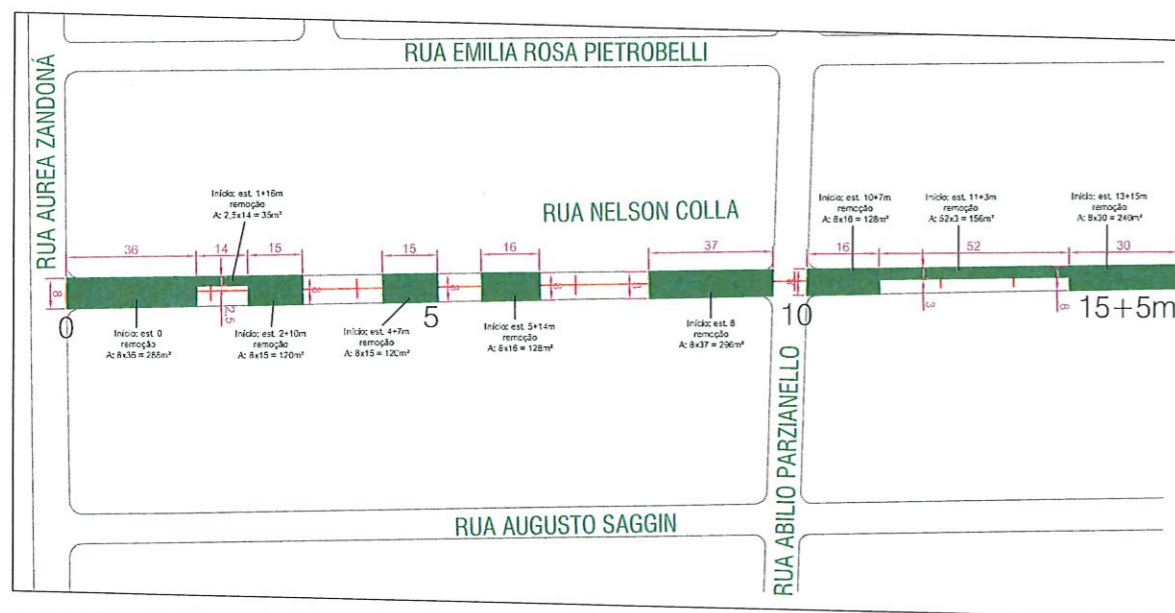 RUA EMILIA ROSA PIETROBELLI
RUA AUREA ZANDONÁ
RUA NELSON COLLA
Início: est. 1+16m
remoção
A: 2,5x14 = 35m²
Início: est. 10+7m
remoção
A: 8x16 = 128m²
Início: est. 11+3m
remoção
A: 52x3 = 156m²
Início: est. 13+15m
remoção
A: 8x30 = 240m²
36
14
15
15
16
37
16
52
30
8
2.5
8
8
8
3
8
0
5
10
15+5m
Início: est. 0
remoção
A: 8x36 = 288m²
Início: est. 2+10m
remoção
A: 8x15 = 120m²
Início: est. 4+7m
remoção
A: 8x15 = 120m²
Início: est. 5+14m
remoção
A: 8x16 = 128m²
Início: est. 8
remoção
A: 8x37 = 296m²
RUA ABILIO PARZIANELLO
RUA AUGUSTO SAGGIN